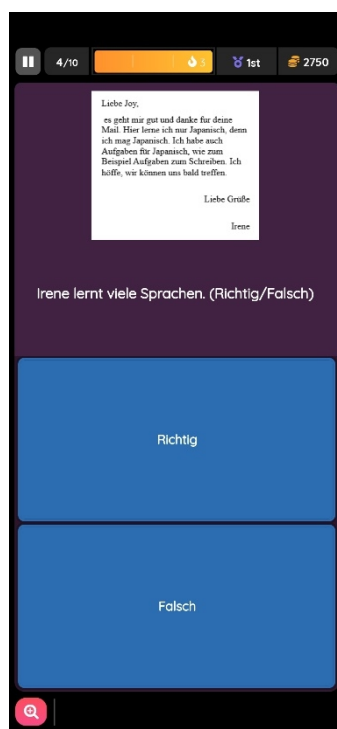 4/10
3
1st
2750
Liebe Joy,
es geht mir gut und danke fur deine
Mail. Hier lerne ich nur Japanisch, denn
ich mag Japanisch. Ich habe auch
Aufgaben für Japanisch, wie zum
Beispiel Aufgaben zum Schreiben. Ich
höffe, wir können uns bald treffen.
Liebe Grüße
Irene
Irene lernt viele Sprachen. (Richtig/Falsch)
Richtig
Falsch